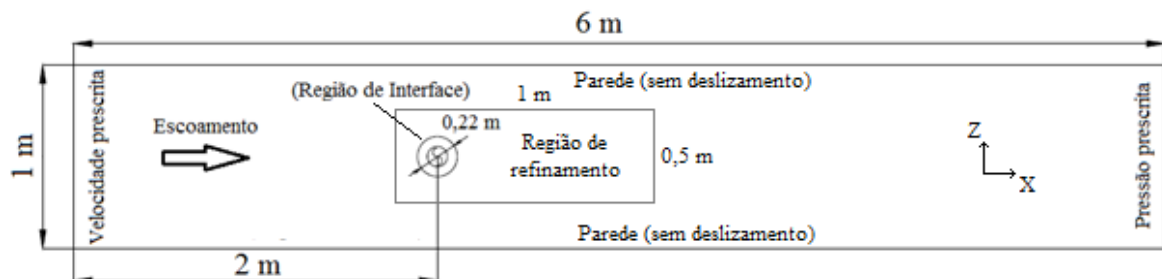 6 m
Parede (sem deslizamento)
(Região de Interface)
1 m
Escoamento
0,22 m
Região de
refinamento
0,5 m
Z
X
Velocidade prescrita
Pressão prescrita
1 m
Parede (sem deslizamento)
2 m